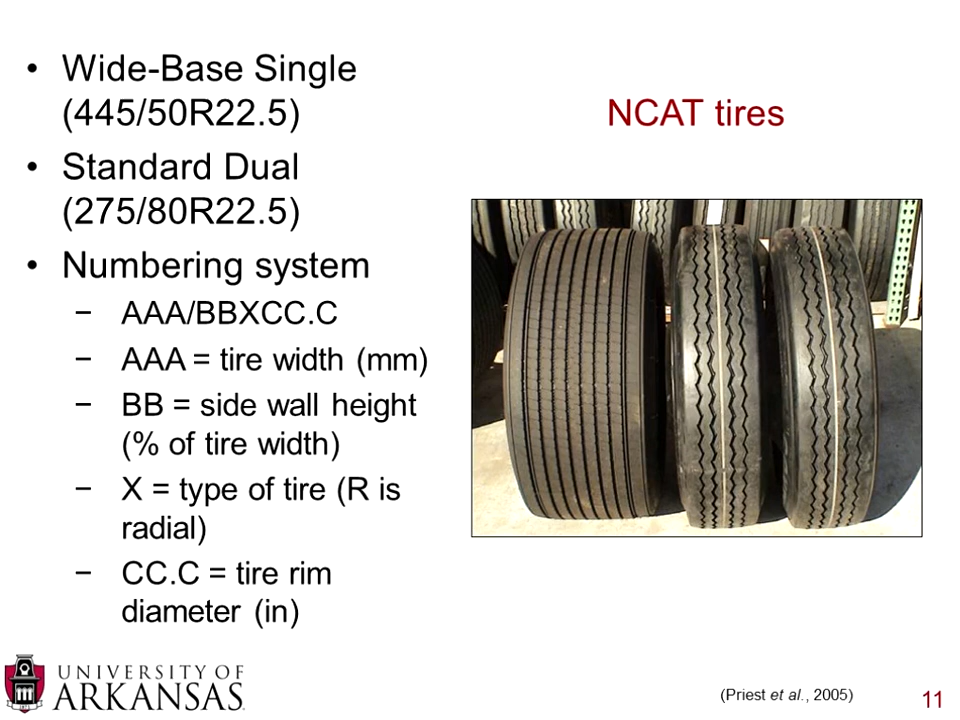 • Wide-Base Single
(445/50R22.5)
• Standard Dual
(275/80R22.5)
• Numbering system
− AAA/BBXCC.C
− AAA = tire width (mm)
− BB = side wall height
(% of tire width)
− X = type of tire (R is
radial)
− CC.C = tire rim
diameter (in)
NCAT tires
UNIVERSITY OF
ARKANSAS
(Priest et al., 2005)
11